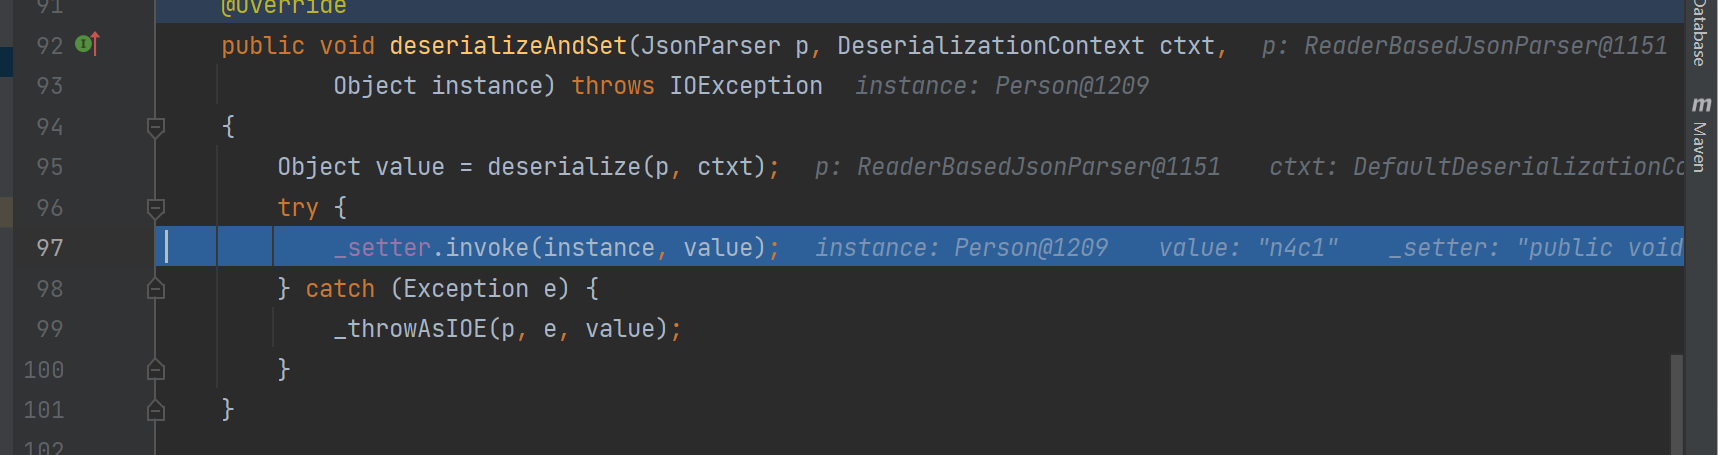 91 @Override
92 public void deserializeAndSet(JsonParser p, DeserializationContext ctxt, p: ReaderBasedJsonParser@1151
93 Object instance) throws IOException instance: Person@1209
94 {
95 Object value = deserialize(p, ctxt); p: ReaderBasedJsonParser@1151 ctxt: DefaultDeserializationCo
96 try {
97 _setter.invoke(instance, value); instance: Person@1209 value: "n4c1" _setter: "public void
98 } catch (Exception e) {
99 _throwAsIOE(p, e, value);
100 }
101 }
102
Database
m Maven